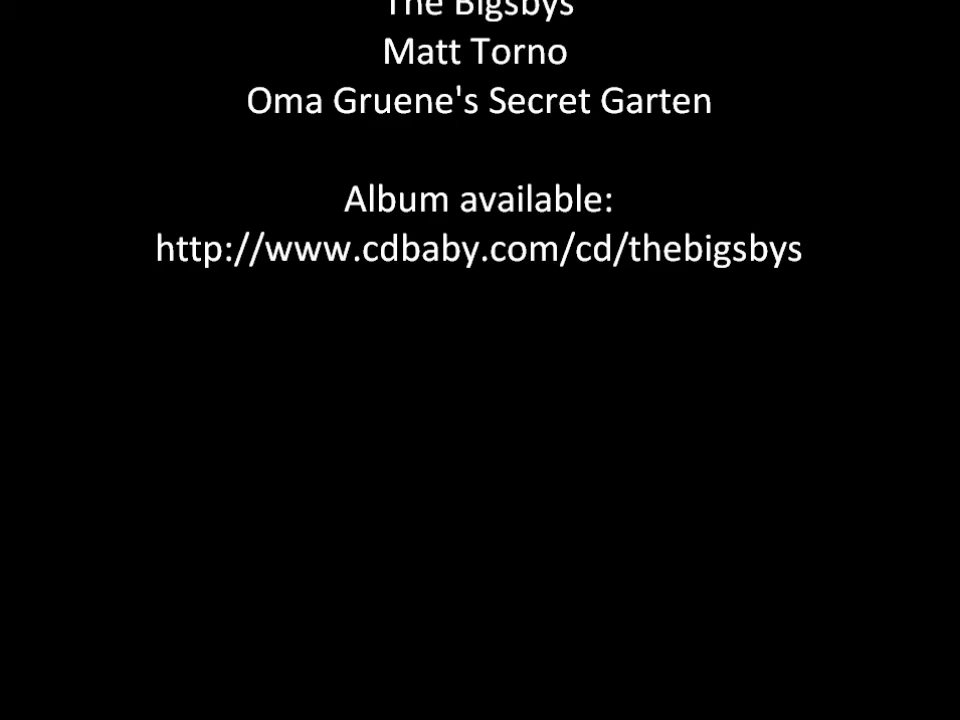 The Bigsbys
Matt Torno
Oma Gruene's Secret Garten
Album available:
http://www.cdbaby.com/cd/thebigsbys